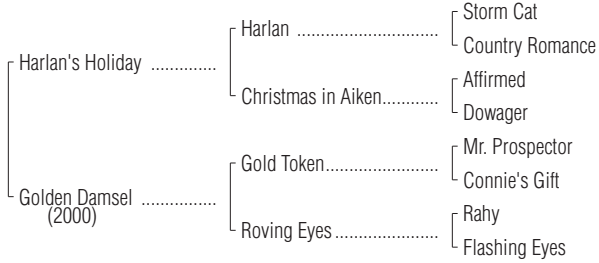 Storm Cat
Harlan ..................................
Country Romance
Harlan's Holiday ...............
Affirmed
Christmas in Aiken.............
Dowager
Mr. Prospector
Gold Token..........................
Connie's Gift
Golden Damsel .................
(2000)
Rahy
Roving Eyes........................
Flashing Eyes